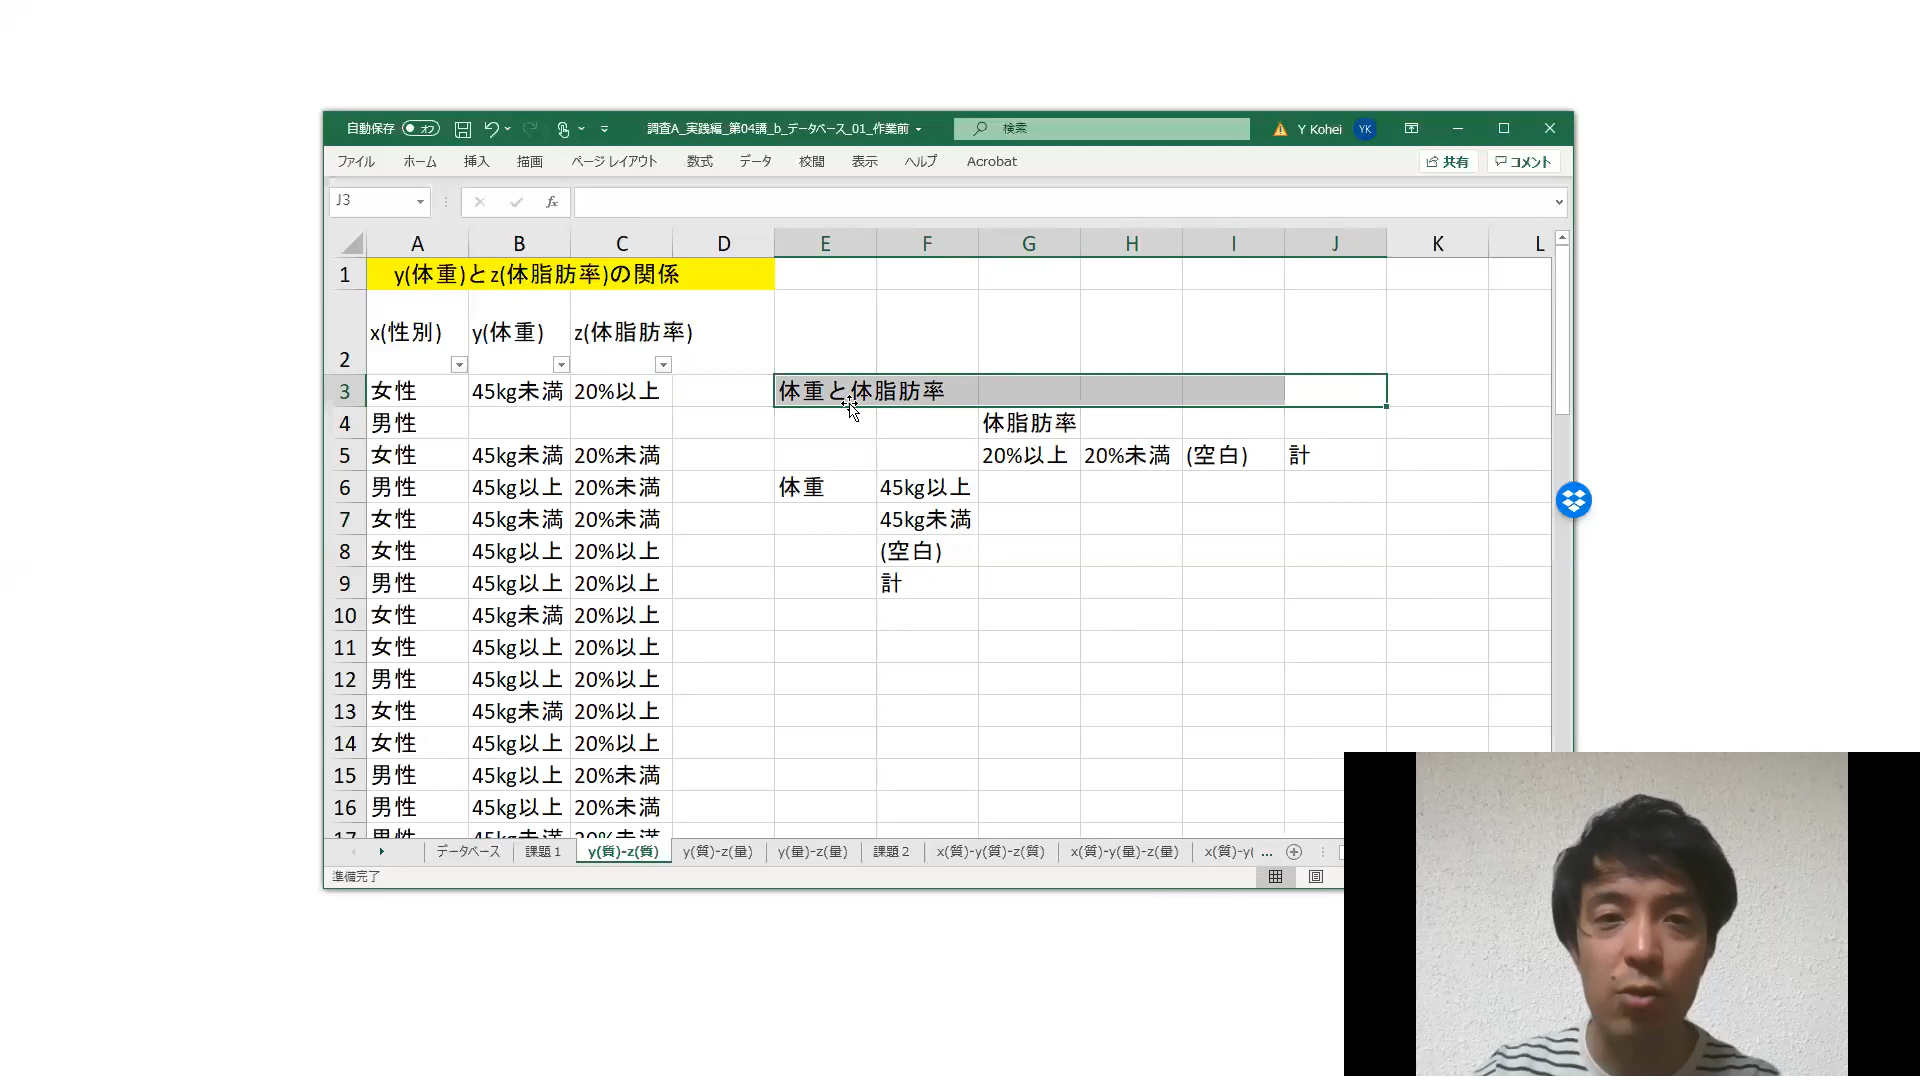 自動保存 オフ 調査A_実践編_第04講_b_データベース_01_作業前 検索 Y Kohei YK
ファイル ホーム 挿入 描画 ページ レイアウト 数式 データ 校閲 表示 ヘルプ Acrobat 共有 コメント
J3 fx
A B C D E F G H I J K L
1 y(体重)とz(体脂肪率)の関係
2 x(性別) y(体重) z(体脂肪率)
3 女性 45kg未満 20%以上 体重と体脂肪率
4 男性 体脂肪率
5 女性 45kg未満 20%未満 20%以上 20%未満 (空白) 計
6 男性 45kg以上 20%未満 体重 45kg以上
7 女性 45kg未満 20%未満 45kg未満
8 女性 45kg以上 20%以上 (空白)
9 男性 45kg以上 20%以上 計
10 女性 45kg未満 20%以上
11 女性 45kg以上 20%以上
12 男性 45kg以上 20%以上
13 女性 45kg未満 20%以上
14 女性 45kg以上 20%以上
15 男性 45kg以上 20%未満
16 男性 45kg以上 20%未満
17 男性 45kg未満 20%未満
データベース 課題1 y(質)-z(質) y(質)-z(量) y(量)-z(量) 課題2 x(質)-y(質)-z(質) x(質)-y(量)-z(量) x(質)-y( ...
準備完了